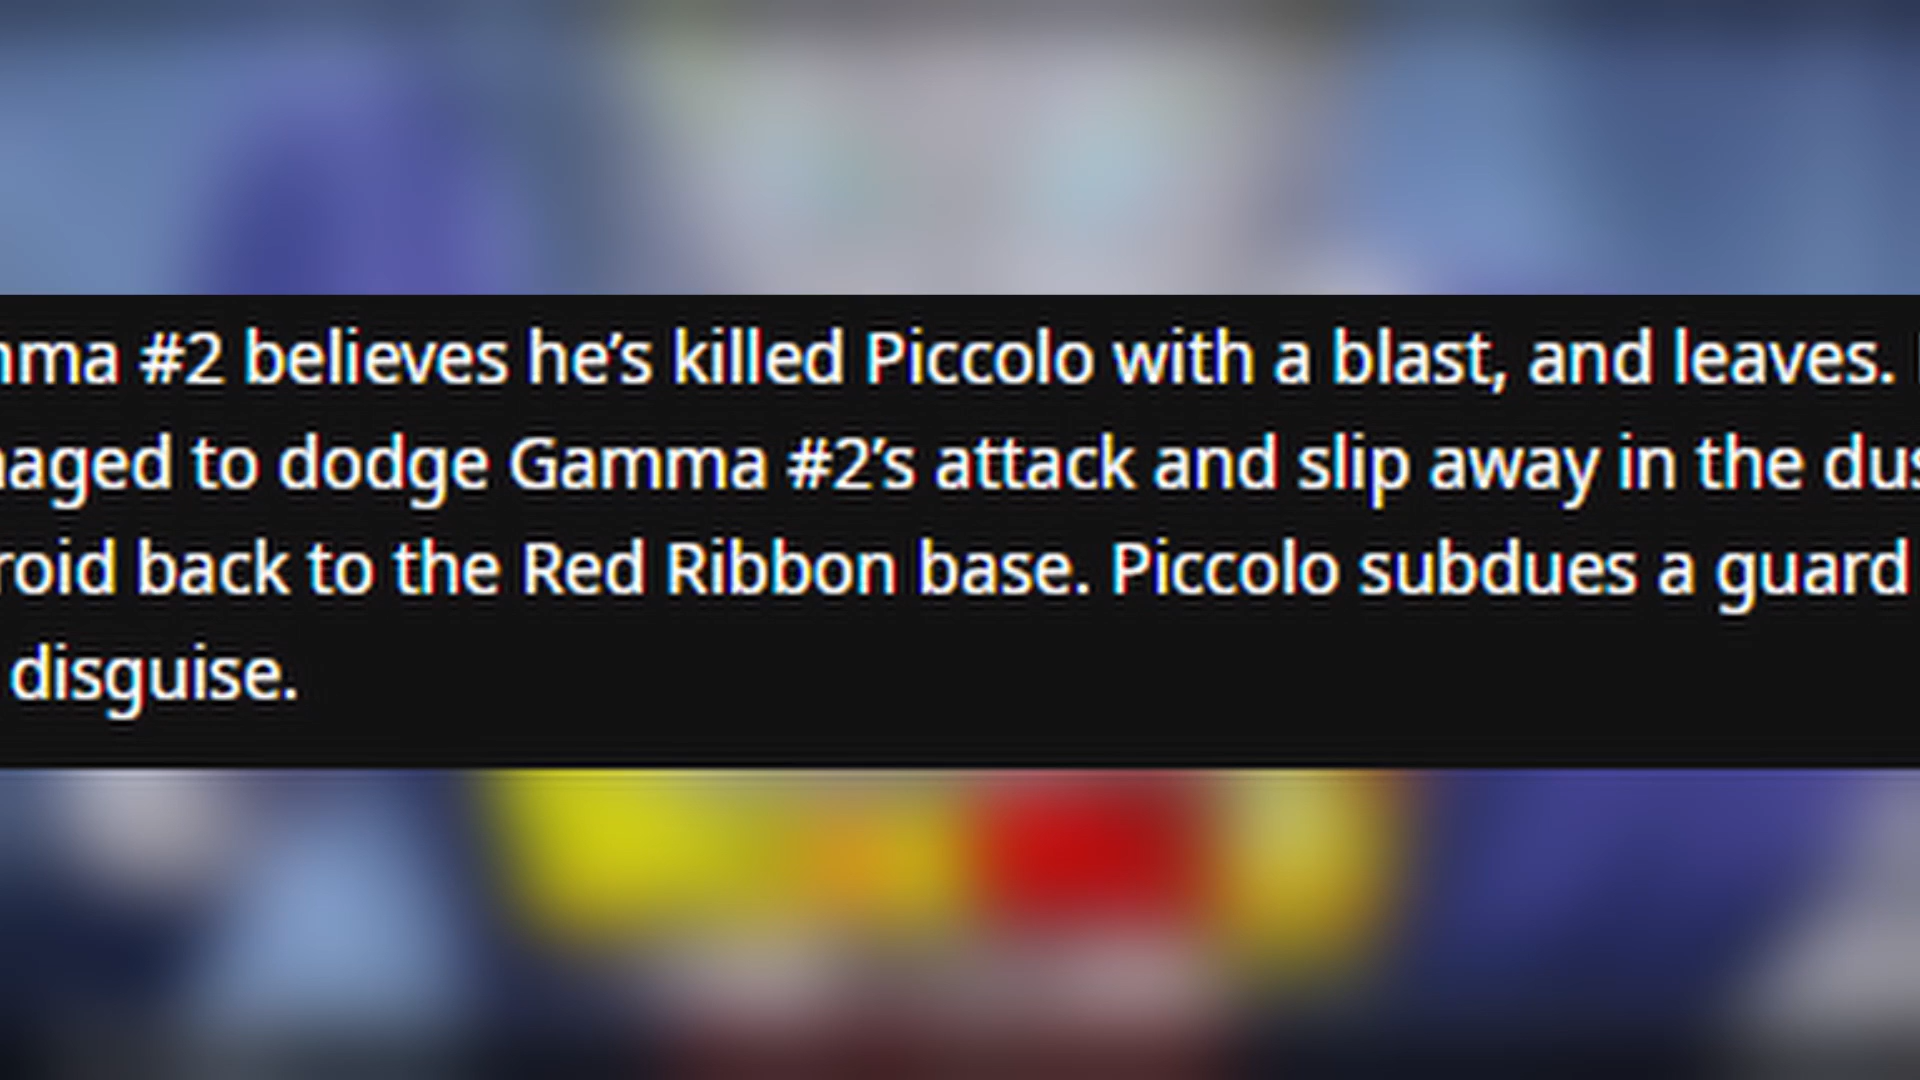 mma #2 believes he’s killed Piccolo with a blast, and leaves.
naged to dodge Gamma #2’s attack and slip away in the dus
roid back to the Red Ribbon base. Piccolo subdues a guard
disguise.